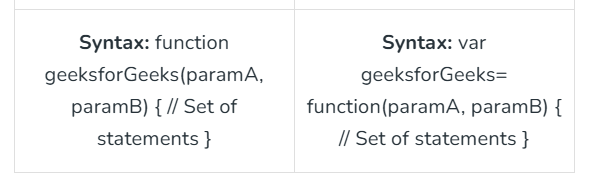 Syntax: function
geeksforGeeks(paramA,
paramB) { // Set of
statements }
Syntax: var
geeksforGeeks=
function(paramA, paramB) {
// Set of statements }